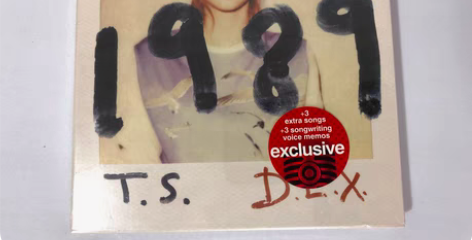 1989
+3
extra songs
+3 songwriting
voice memos
exclusive
T.S. D.L.X.